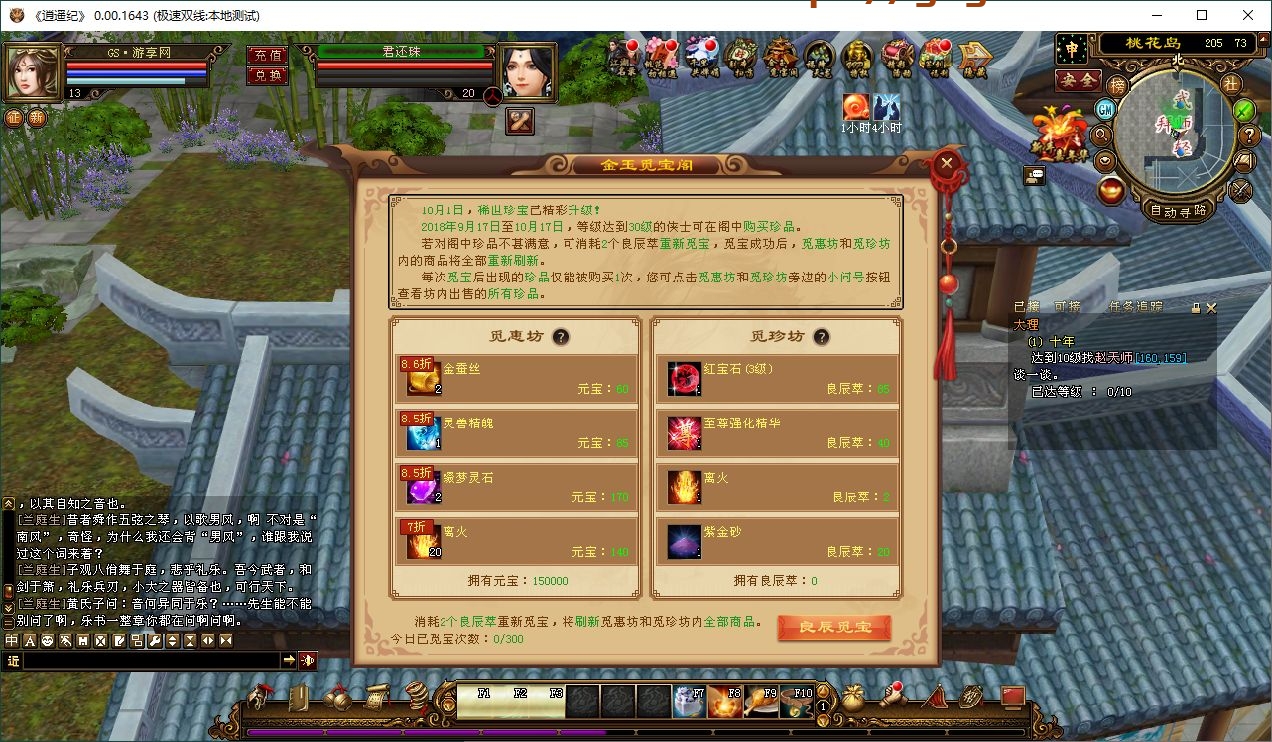 《逍遥纪》 0.00.1643 (极速双线:本地测试)
GS·游享网
13
征 新
充值
兑换
君还珠
20
1小时 4小时
申
桃花岛 205 73
北
安全
榜
社
GM
武
拜师
自动寻路
金玉觅宝阁
10月1日，稀世珍宝已精彩升级！
2018年9月17日至10月17日，等级达到30级的侠士可在阁中购买珍品。
若对阁中珍品不甚满意，可消耗2个良辰萃重新觅宝，觅宝成功后，觅惠坊和觅珍坊
内的商品将全部重新刷新。
每次觅宝后出现的珍品仅能被购买1次，您可点击觅惠坊和觅珍坊旁边的小问号按钮
查看坊内出售的所有珍品。
觅惠坊 ?
8.6折
金蚕丝
2
元宝：60
8.5折
灵兽精魄
1
元宝：85
8.5折
缀梦灵石
2
元宝：170
7折
离火
20
元宝：140
拥有元宝：150000
觅珍坊 ?
红宝石(3级)
良辰萃：85
至尊强化精华
良辰萃：40
离火
良辰萃：2
紫金砂
良辰萃：20
拥有良辰萃：0
消耗2个良辰萃重新觅宝，将刷新觅惠坊和觅珍坊内全部商品。
今日已觅宝次数：0/300
良辰觅宝
已接 可接 任务追踪
大理
(1) 十年
达到10级找赵天师[160,159]
谈一谈。
已达等级 : 0/10
，以其自知之音也。
[兰庭生]昔者舜作五弦之琴，以歌男风，啊 不对是“
南风”，奇怪，为什么我还会背“男风”，谁跟我说
过这个词来着？
[兰庭生]子观八佾舞于庭，悲乎礼乐。吾今武者，和
剑于箫，礼乐兵刃，小大之器皆备也，可行天下。
[兰庭生]黄氏子问：音何异同于乐？……先生能不能
别问了啊，乐书一整章你都在问啊问啊。
中
近
F1 F2 F3 F7 F8 F9 F10
1